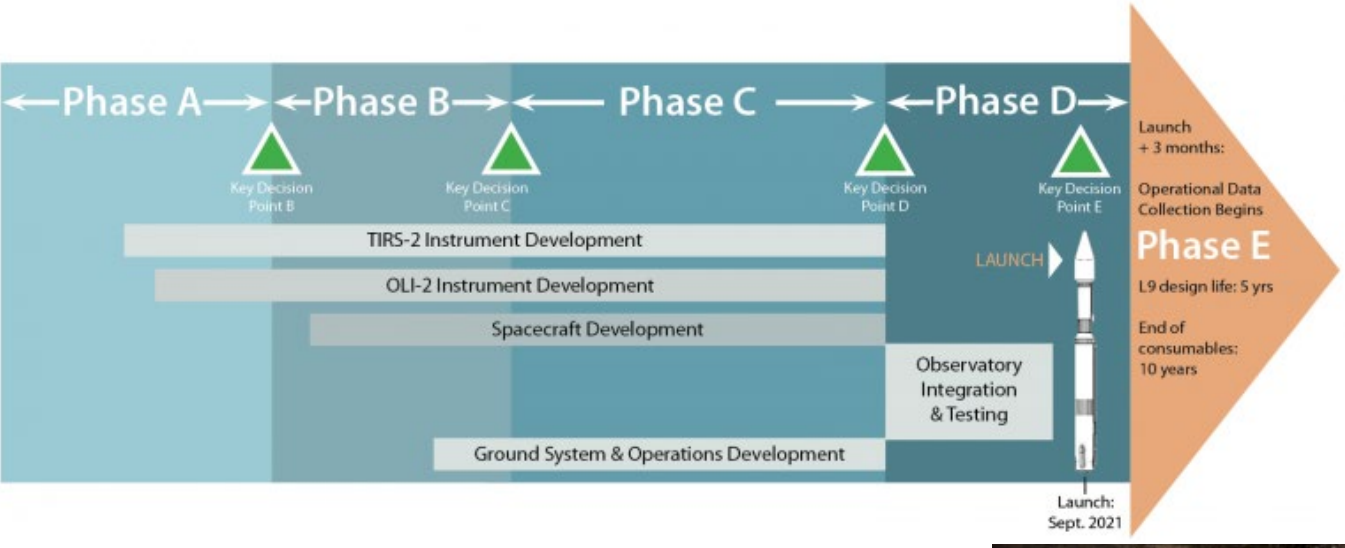 Phase A
Phase B
Phase C
Phase D
Key Decision
Point B
Key Decision
Point C
Key Decision
Point D
Key Decision
Point E
TIRS-2 Instrument Development
OLI-2 Instrument Development
Spacecraft Development
Observatory
Integration
& Testing
Ground System & Operations Development
LAUNCH
Launch:
Sept. 2021
Launch
+ 3 months:
Operational Data
Collection Begins
Phase E
L9 design life: 5 yrs
End of
consumables:
10 years